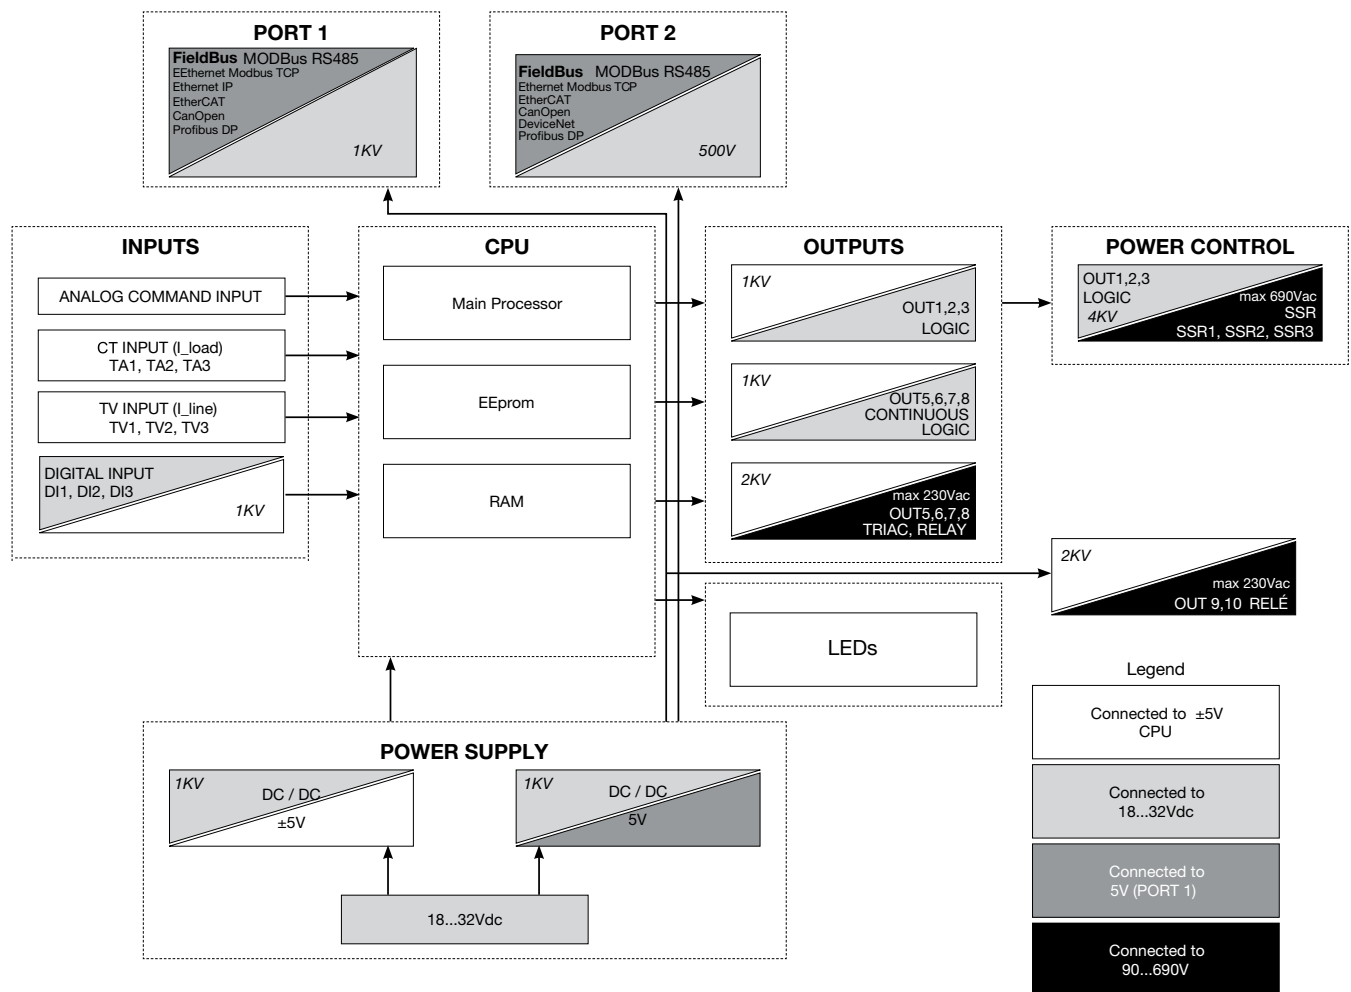 PORT 1
FieldBus MODBus RS485
EEthernet Modbus TCP
Ethernet IP
EtherCAT
CanOpen
Profibus DP
1KV
PORT 2
FieldBus MODBus RS485
Ethernet Modbus TCP
EtherCAT
CanOpen
DeviceNet
Profibus DP
500V
INPUTS
ANALOG COMMAND INPUT
CT INPUT (I_load)
TA1, TA2, TA3
TV INPUT (I_line)
TV1, TV2, TV3
DIGITAL INPUT
DI1, DI2, DI3
1KV
CPU
Main Processor
EEprom
RAM
OUTPUTS
1KV
OUT1,2,3
LOGIC
1KV
OUT5,6,7,8
CONTINUOUS
LOGIC
2KV
max 230Vac
OUT5,6,7,8
TRIAC, RELAY
POWER CONTROL
OUT1,2,3
LOGIC
4KV
max 690Vac
SSR
SSR1, SSR2, SSR3
2KV
max 230Vac
OUT 9,10 RELÉ
LEDs
POWER SUPPLY
1KV
DC / DC
±5V
1KV
DC / DC
5V
18...32Vdc
Legend
Connected to ±5V
CPU
Connected to
18...32Vdc
Connected to
5V (PORT 1)
Connected to
90...690V